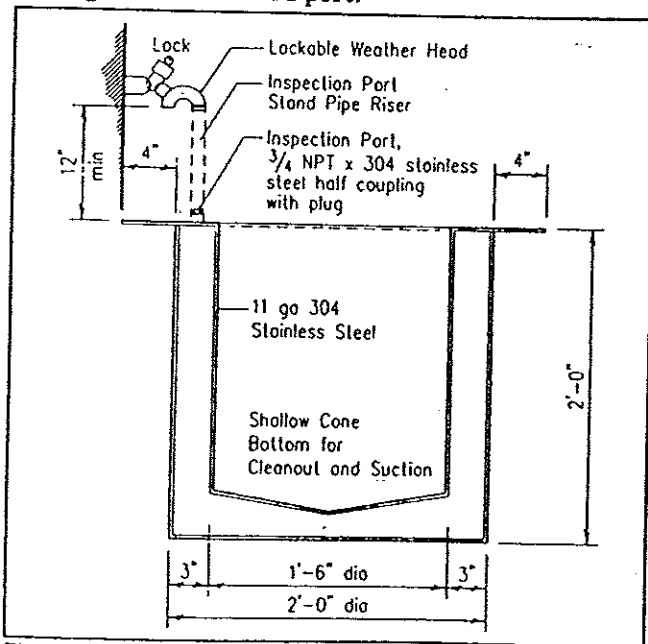 Lock
Lockable Weather Head
Inspection Port
Stand Pipe Riser
Inspection Port,
3/4 NPT x 304 stainless
steel half coupling
with plug
12"
min
4"
4"
11 ga 304
Stainless Steel
2'-0"
Shallow Cone
Bottom for
Cleanout and Suction
3"
1'-6" dia
3"
2'-0" dia